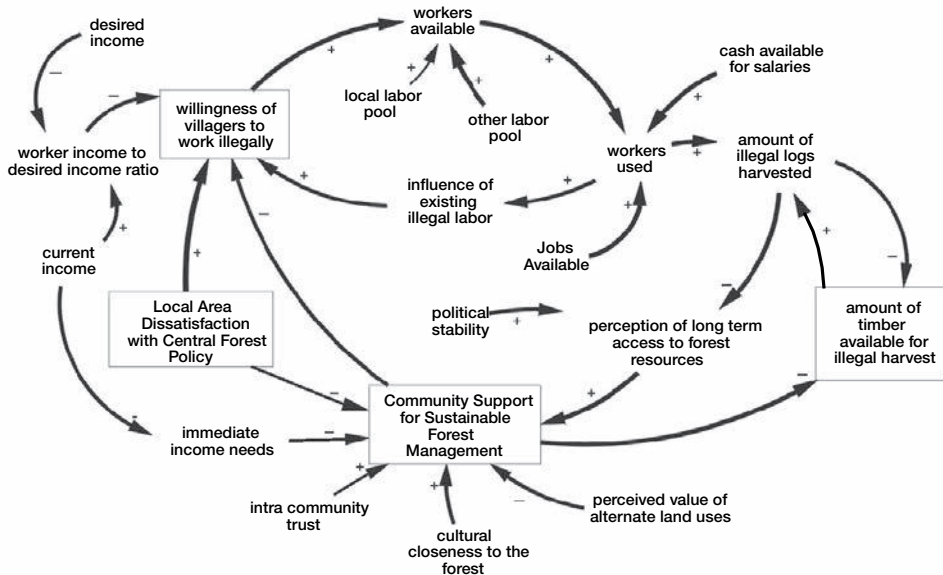 desired
income
workers
available
cash available
for salaries
local labor
pool
other labor
pool
willingness of
villagers to
work illegally
worker income to
desired income ratio
workers
used
amount of
illegal logs
harvested
influence of
existing
illegal labor
current
income
Jobs
Available
Local Area
Dissatisfaction
with Central Forest
Policy
political
stability
perception of long term
access to forest
resources
amount of
timber
available for
illegal harvest
Community Support
for Sustainable
Forest
Management
immediate
income needs
intra community
trust
cultural
closeness to the
forest
perceived value of
alternate land uses